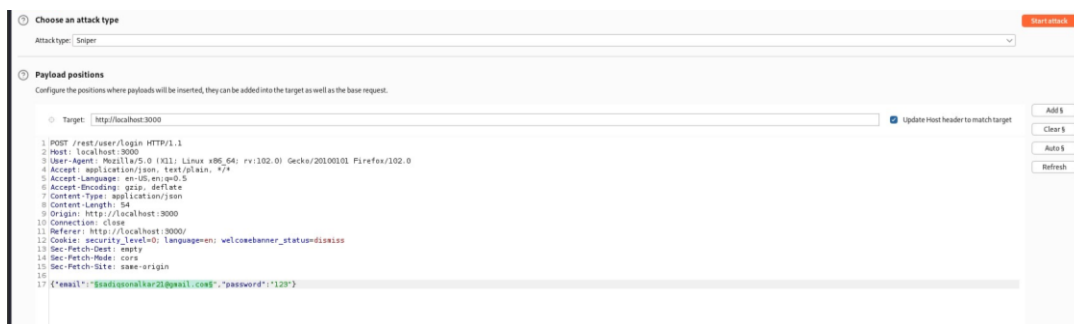 Choose an attack type
Start attack
Attack type: Sniper
Payload positions
Configure the positions where payloads will be inserted, they can be added into the target as well as the base request.
Target: http://localhost:3000
Update Host header to match target
Add §
Clear §
Auto §
Refresh
1 POST /rest/user/login HTTP/1.1
2 Host: localhost:3000
3 User-Agent: Mozilla/5.0 (X11; Linux x86_64; rv:102.0) Gecko/20100101 Firefox/102.0
4 Accept: application/json, text/plain, */*
5 Accept-Language: en-US,en;q=0.5
6 Accept-Encoding: gzip, deflate
7 Content-Type: application/json
8 Content-Length: 54
9 Origin: http://localhost:3000
10 Connection: close
11 Referer: http://localhost:3000/
12 Cookie: security_level=0; language=en; welcomebanner_status=dismiss
13 Sec-Fetch-Dest: empty
14 Sec-Fetch-Mode: cors
15 Sec-Fetch-Site: same-origin
16
17 {"email":"§sadiqsonalkar21@gmail.com§","password":"129"}